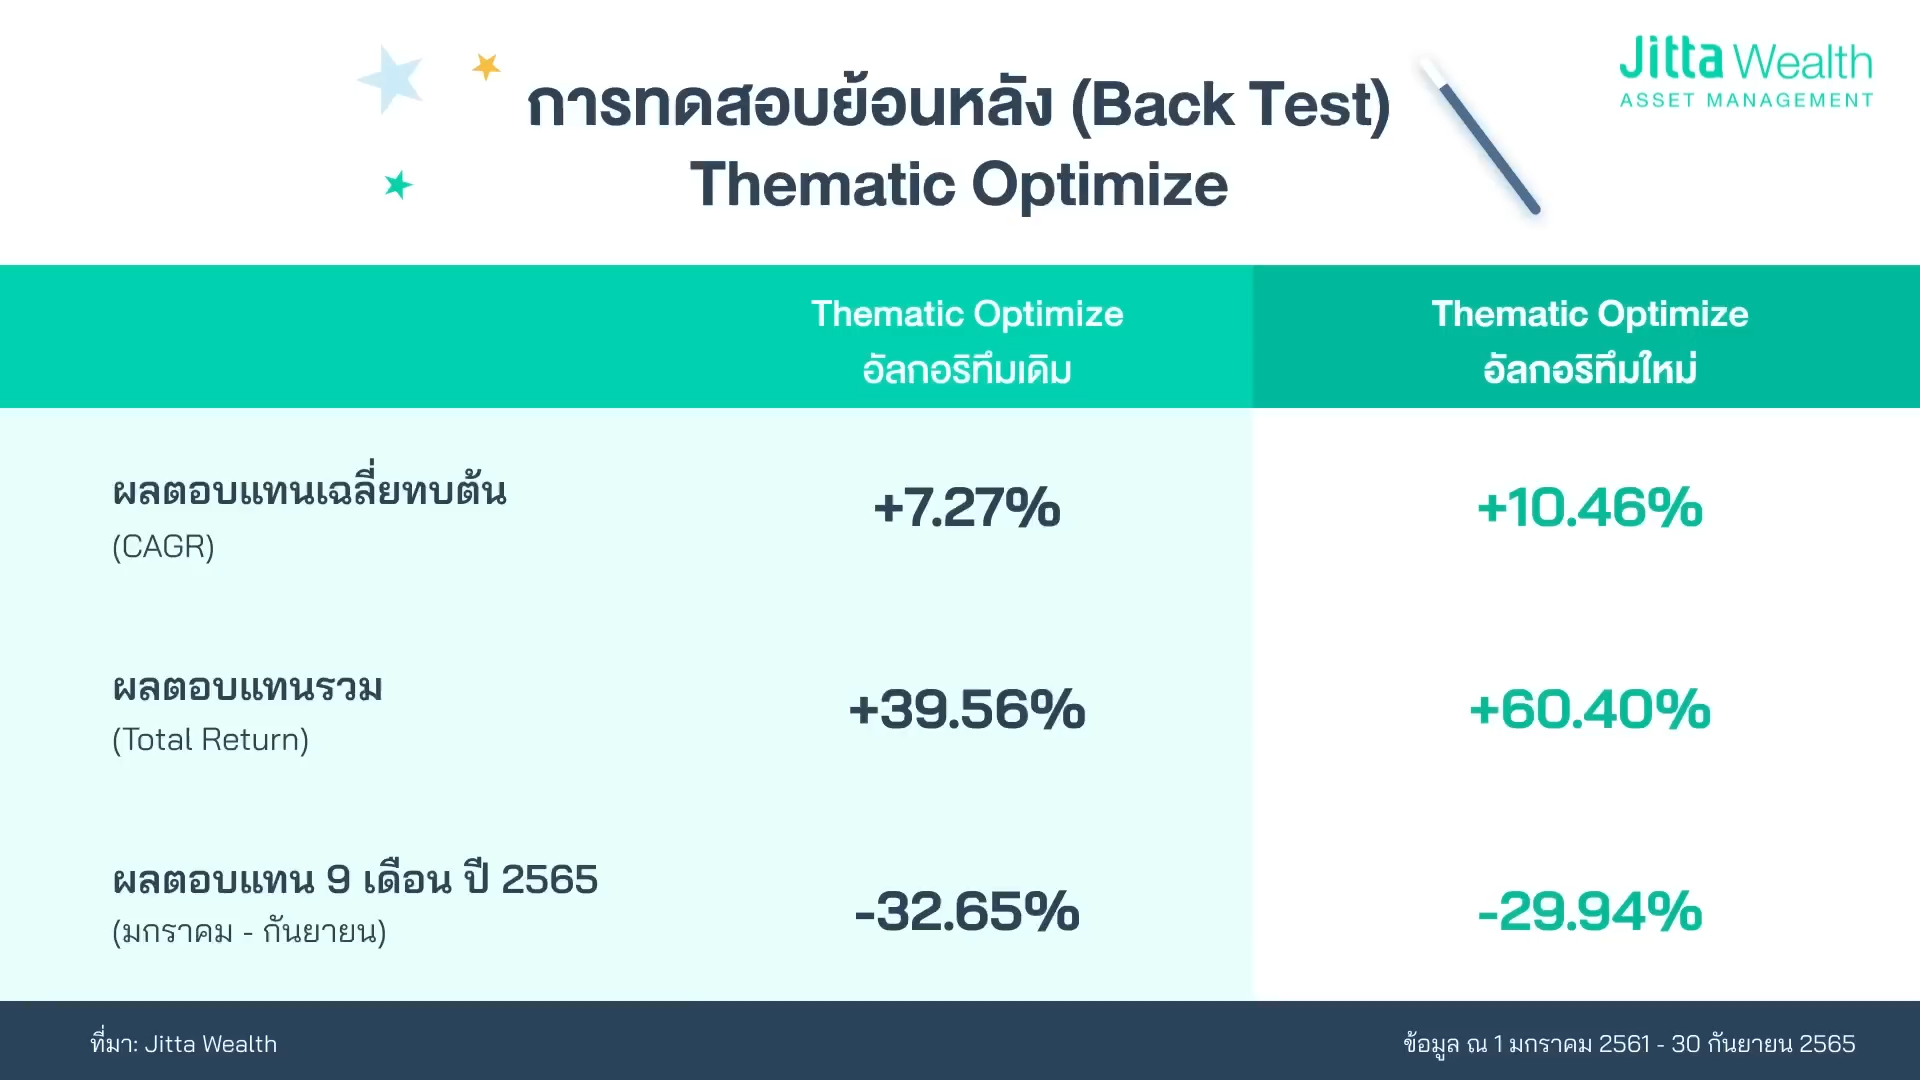 Jitta Wealth
ASSET MANAGEMENT
การทดสอบย้อนหลัง (Back Test)
Thematic Optimize
Thematic Optimize
อัลกอริทึมเดิม
Thematic Optimize
อัลกอริทึมใหม่
ผลตอบแทนเฉลี่ยทบต้น
(CAGR)
+7.27%
+10.46%
ผลตอบแทนรวม
(Total Return)
+39.56%
+60.40%
ผลตอบแทน 9 เดือน ปี 2565
(มกราคม - กันยายน)
-32.65%
-29.94%
ที่มา: Jitta Wealth
ข้อมูล ณ 1 มกราคม 2561 - 30 กันยายน 2565